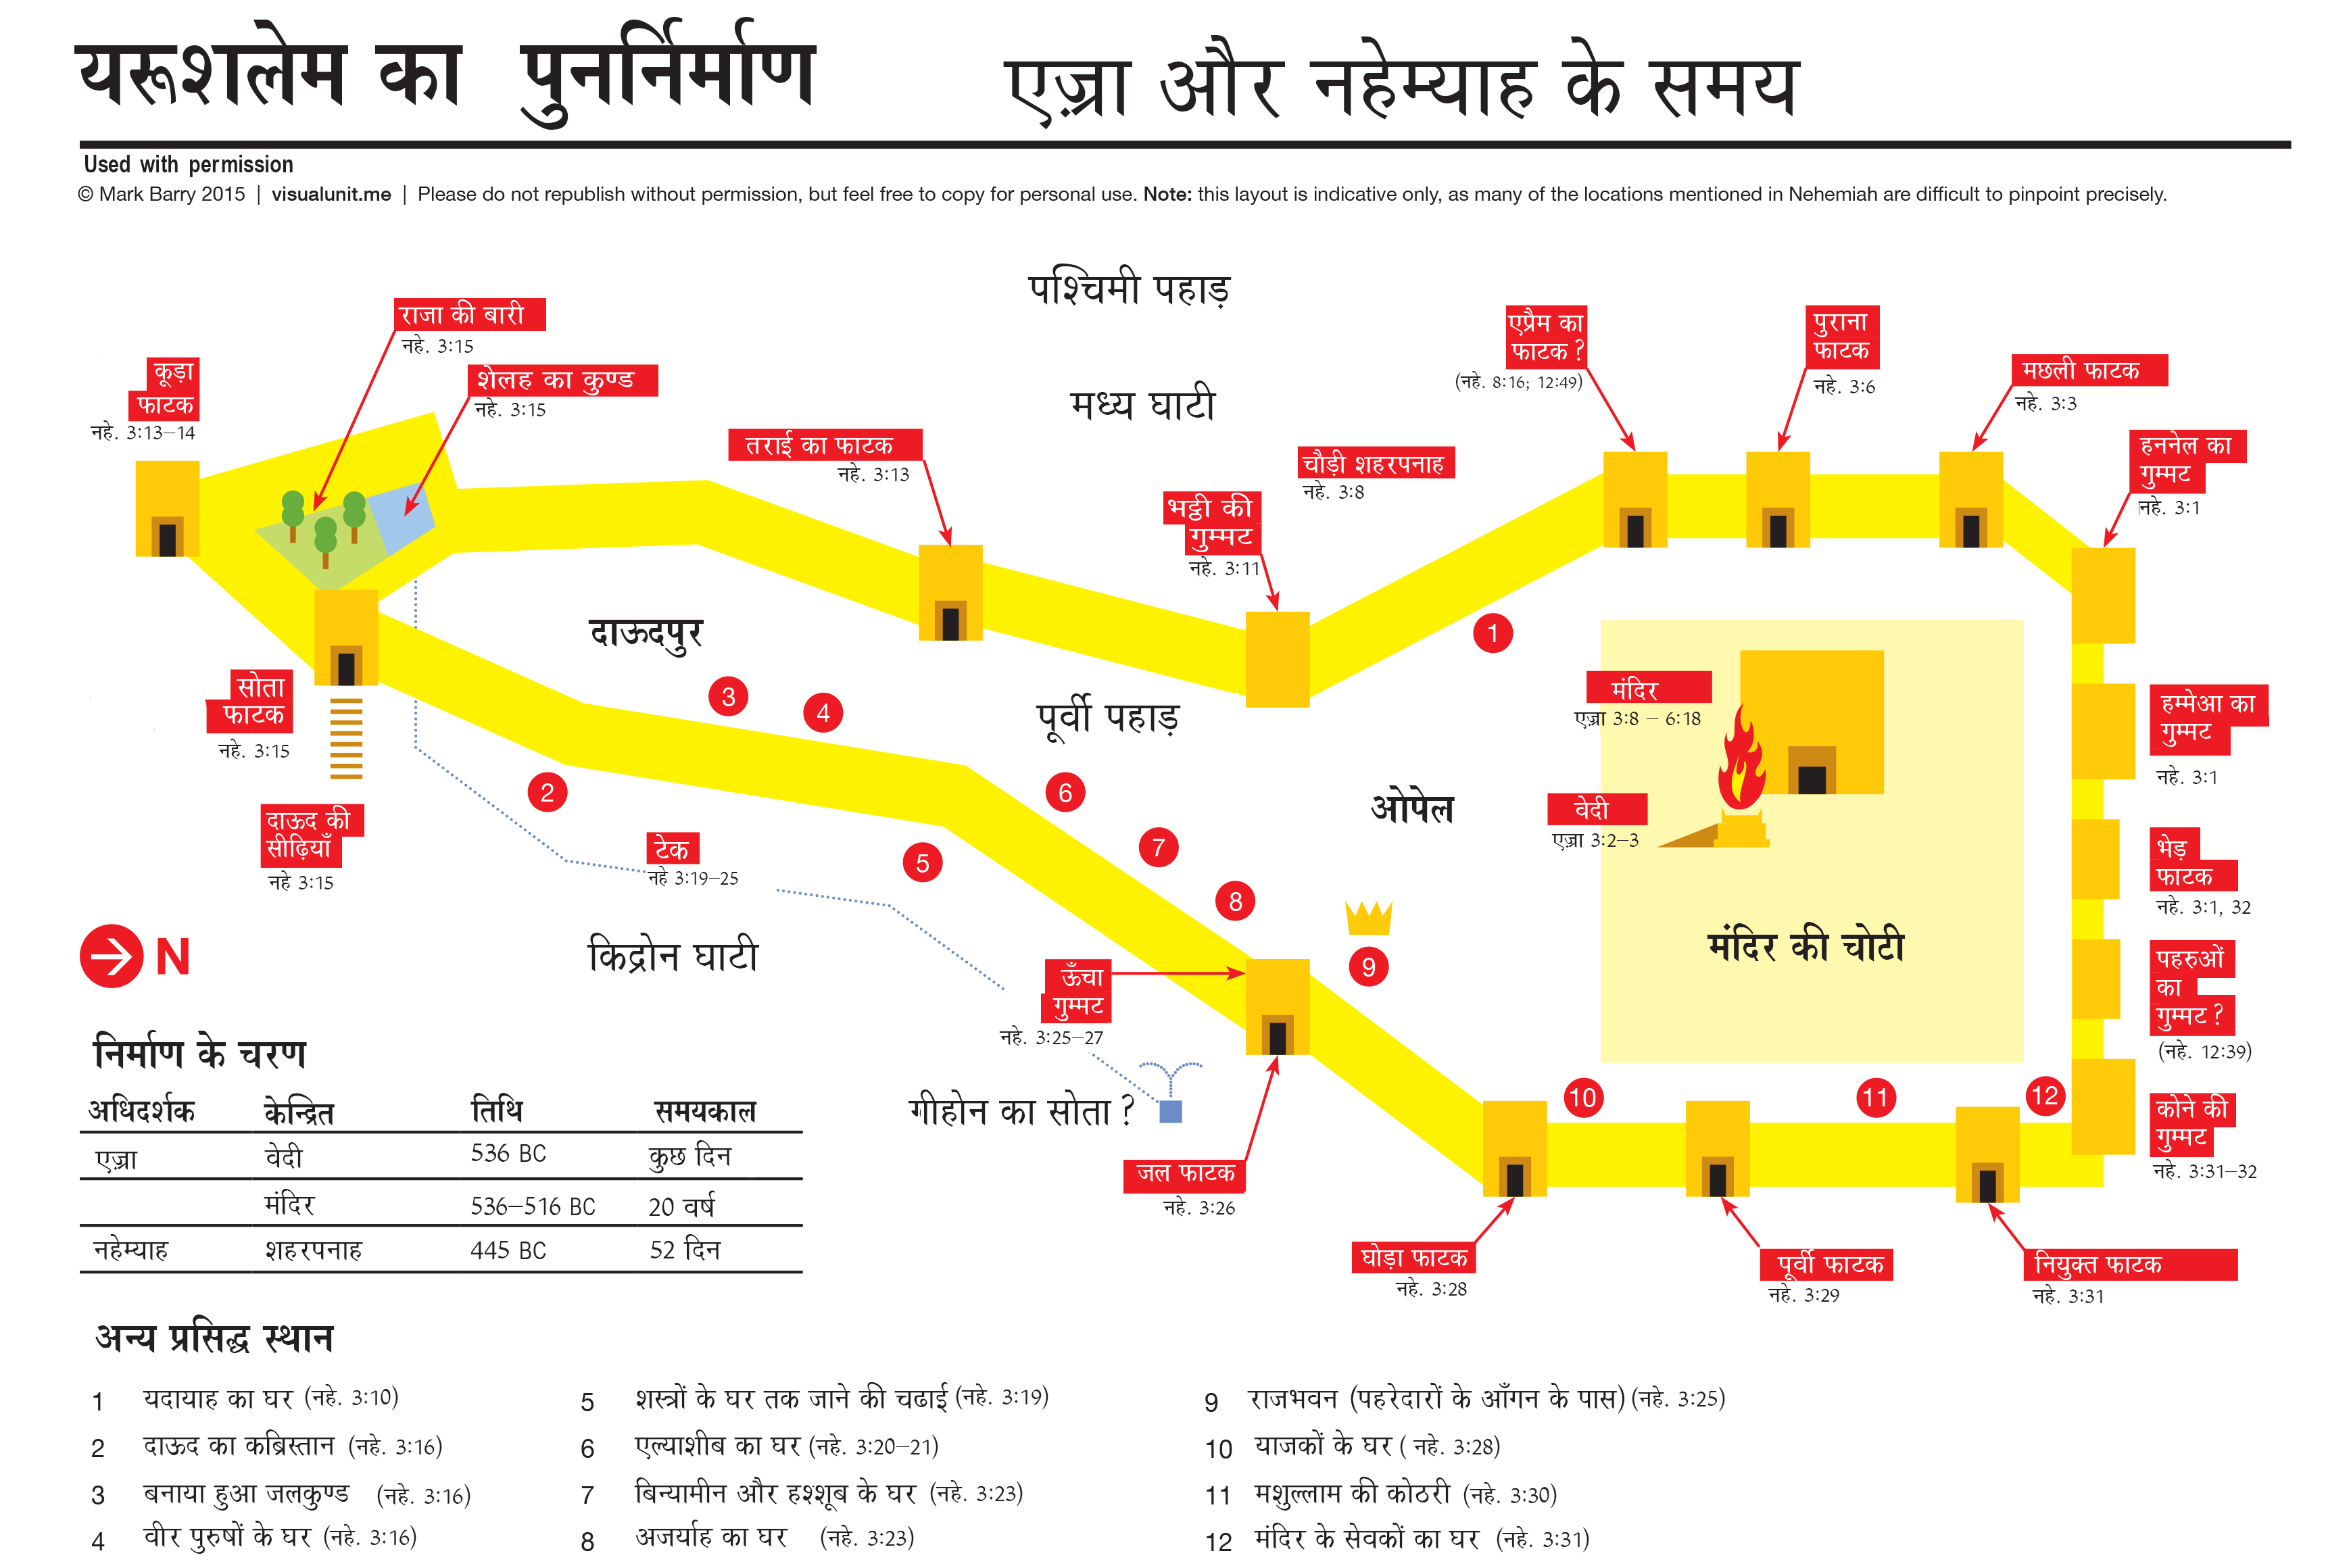 यरूशलेम का पुनर्निर्माण एज्रा और नहेम्याह के समय
Used with permission
© Mark Barry 2015 | visualunit.me | Please do not republish without permission, but feel free to copy for personal use. Note: this layout is indicative only, as many of the locations mentioned in Nehemiah are difficult to pinpoint precisely.
पश्चिमी पहाड़
मध्य घाटी
राजा की बारी
नहे. 3:15
शेलह का कुण्ड
नहे. 3:15
कूड़ा
फाटक
नहे. 3:13–14
तराई का फाटक
नहे. 3:13
भट्ठी की
गुम्मट
नहे. 3:11
चौड़ी शहरपनाह
नहे. 3:8
एप्रैम का
फाटक ?
(नहे. 8:16; 12:49)
पुराना
फाटक
नहे. 3:6
मछली फाटक
नहे. 3:3
हननेल का
गुम्मट
नहे. 3:1
दाऊदपुर
पूर्वी पहाड़
ओपेल
1
3
4
2
6
5
7
8
9
सोता
फाटक
नहे. 3:15
दाऊद की
सीढ़ियाँ
नहे 3:15
टेक
नहे 3:19–25
मंदिर
एज्रा 3:8 – 6:18
वेदी
एज्रा 3:2–3
मंदिर की चोटी
हम्मेआ का
गुम्मट
नहे. 3:1
भेड़
फाटक
नहे. 3:1, 32
पहरुओं
का
गुम्मट ?
(नहे. 12:39)
कोने की
गुम्मट
नहे. 3:31–32
N
किद्रोन घाटी
ऊँचा
गुम्मट
नहे. 3:25–27
गीहोन का सोता ?
जल फाटक
नहे. 3:26
10
11
12
घोड़ा फाटक
नहे. 3:28
पूर्वी फाटक
नहे. 3:29
नियुक्त फाटक
नहे. 3:31
निर्माण के चरण
अधिदर्शक केन्द्रित तिथि समयकाल
एज्रा वेदी 536 BC कुछ दिन
मंदिर 536–516 BC 20 वर्ष
नहेम्याह शहरपनाह 445 BC 52 दिन
अन्य प्रसिद्ध स्थान
1 यदायाह का घर (नहे. 3:10)
2 दाऊद का कब्रिस्तान (नहे. 3:16)
3 बनाया हुआ जलकुण्ड (नहे. 3:16)
4 वीर पुरुषों के घर (नहे. 3:16)
5 शस्त्रों के घर तक जाने की चढाई (नहे. 3:19)
6 एल्याशीब का घर (नहे. 3:20–21)
7 बिन्यामीन और हश्शूब के घर (नहे. 3:23)
8 अजर्याह का घर (नहे. 3:23)
9 राजभवन (पहरेदारों के आँगन के पास) (नहे. 3:25)
10 याजकों के घर ( नहे. 3:28)
11 मशुल्लाम की कोठरी (नहे. 3:30)
12 मंदिर के सेवकों का घर (नहे. 3:31)